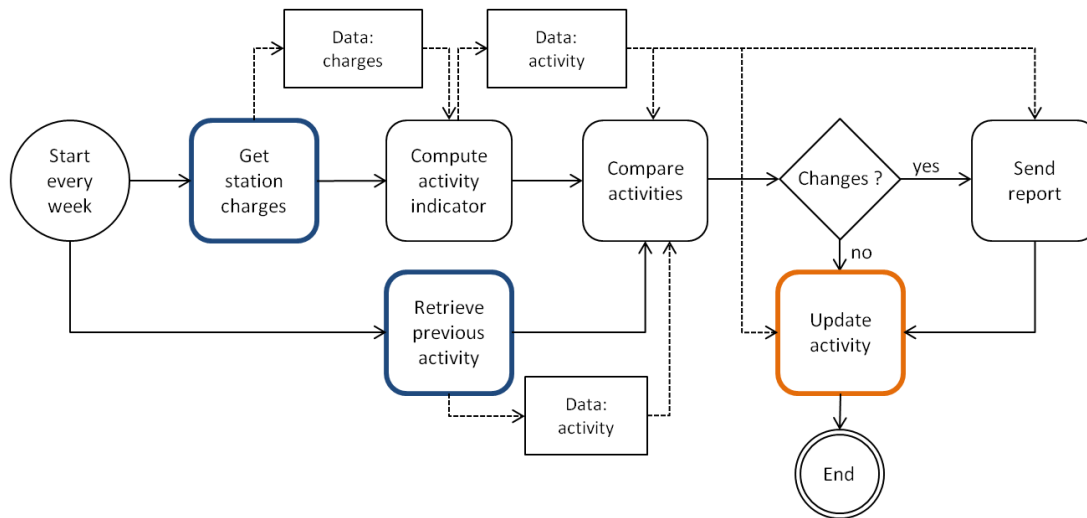 Data:
charges
Data:
activity
Start
every
week
Get
station
charges
Compute
activity
indicator
Compare
activities
Changes ?
yes
Send
report
no
Retrieve
previous
activity
Update
activity
Data:
activity
End